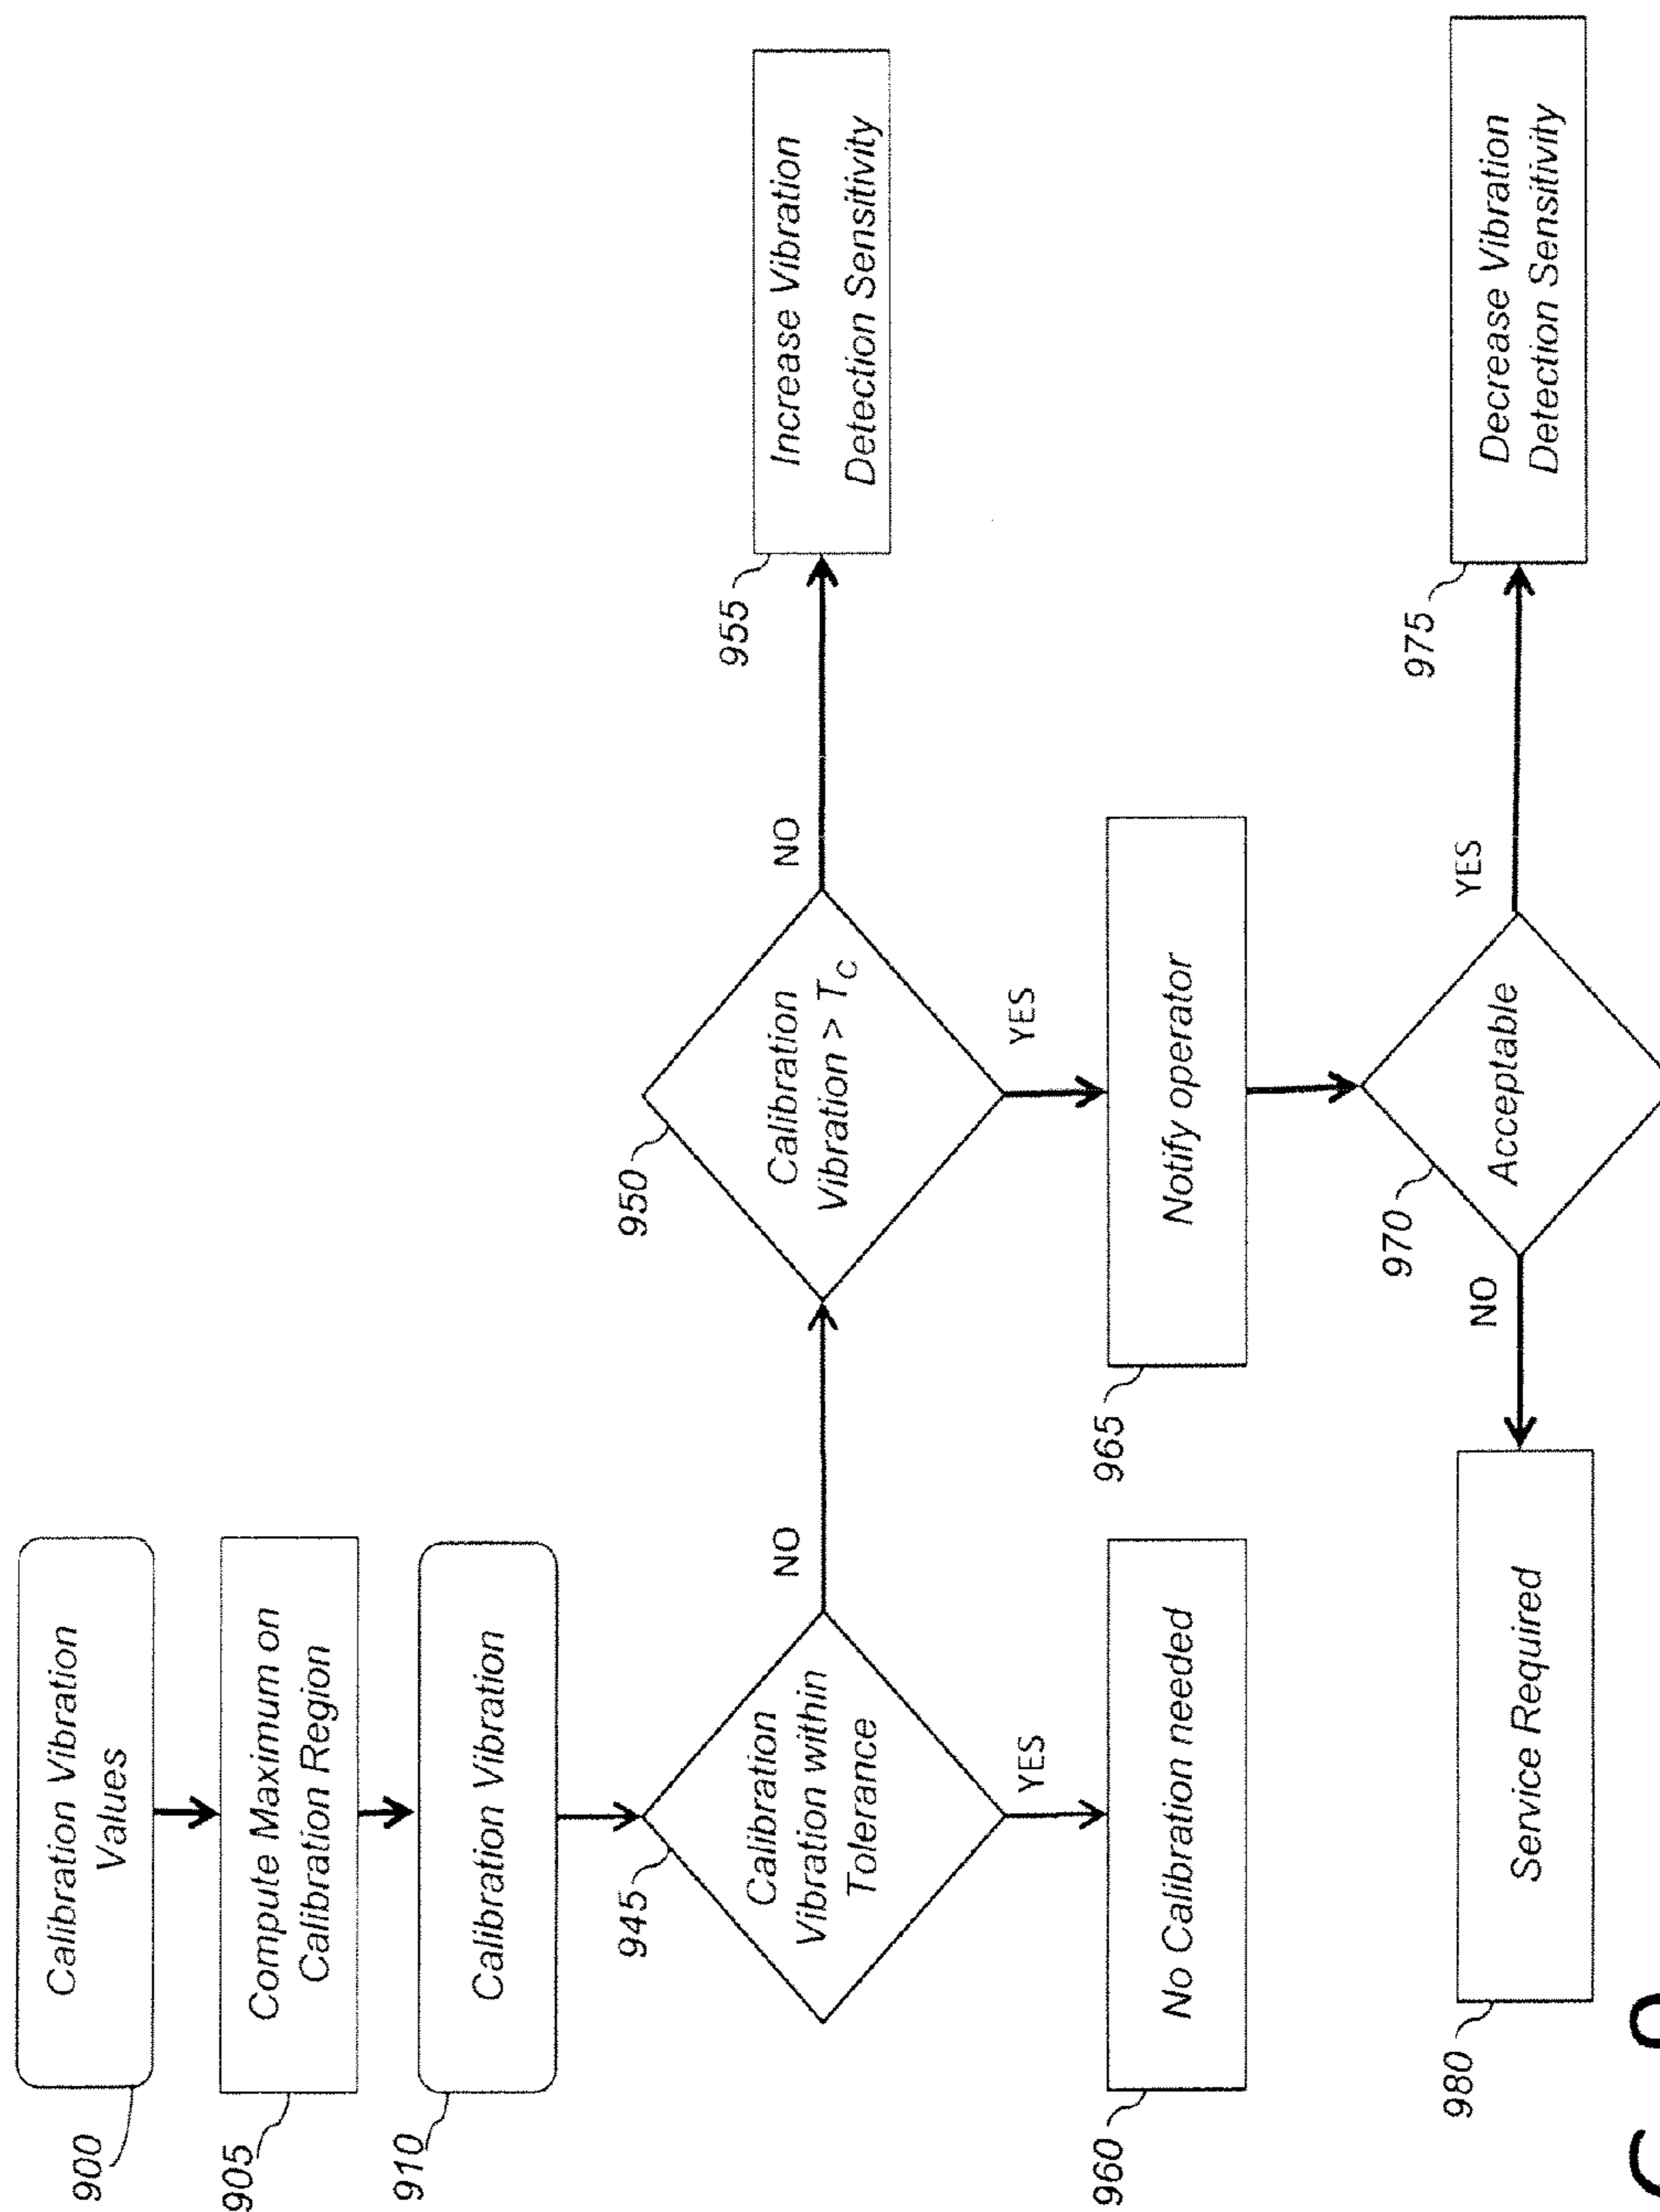 900
Calibration Vibration
Values
905
Compute Maximum on
Calibration Region
910
Calibration Vibration
945
Calibration
Vibration within
Tolerance
NO
YES
950
Calibration
Vibration > T C
NO
YES
955
Increase Vibration
Detection Sensitivity
960
No Calibration needed
965
Notify operator
970
Acceptable
NO
YES
975
Decrease Vibration
Detection Sensitivity
980
Service Required